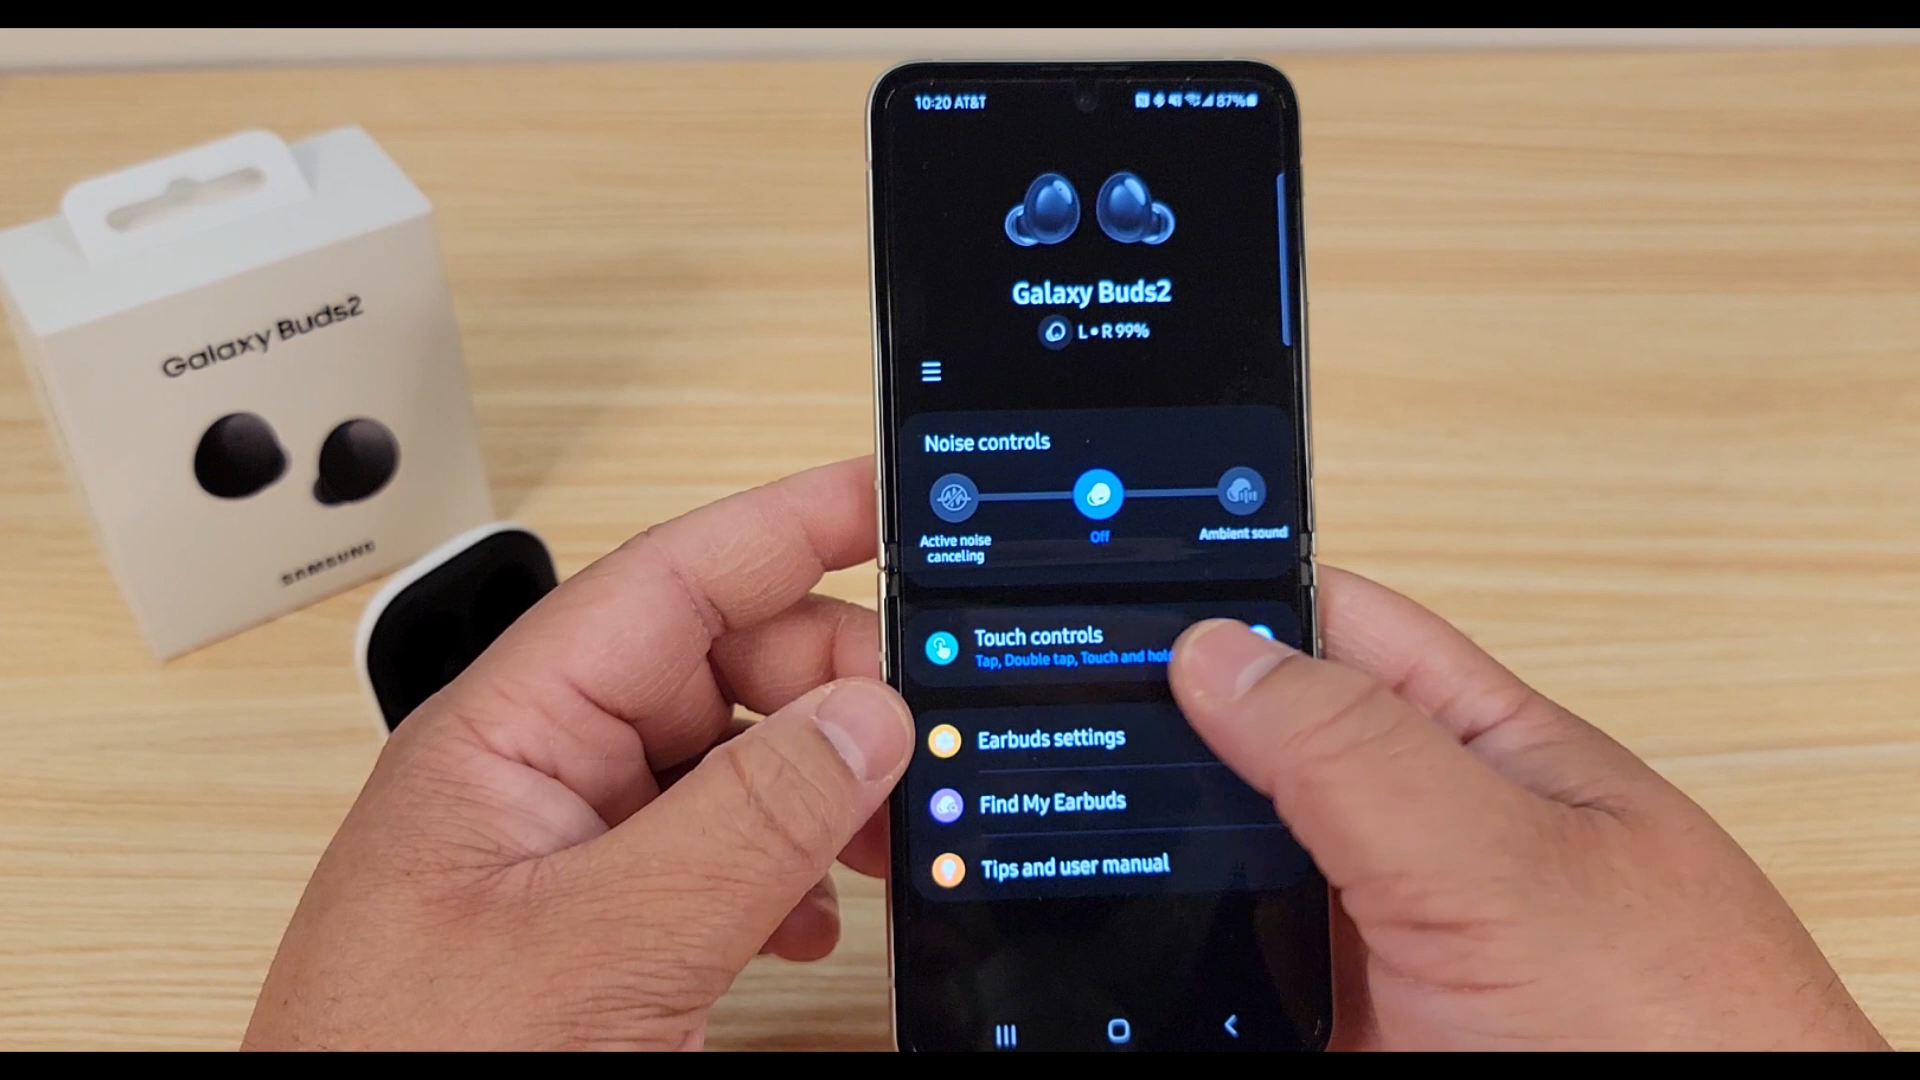 Galaxy Buds2
SAMSUNG
10:20 AT&T
87%
Galaxy Buds2
L • R 99%
Noise controls
Active noise
canceling
Off
Ambient sound
Touch controls
Tap, Double tap, Touch and hold
Earbuds settings
Find My Earbuds
Tips and user manual